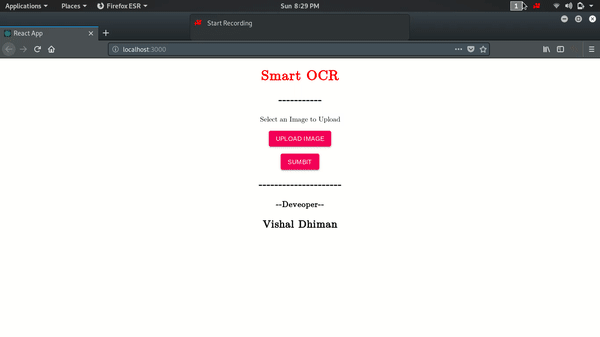 Applications Places Firefox ESR Sun 8:29 PM 1
Start Recording
React App
localhost:3000
Smart OCR
-----------
Select an Image to Upload
UPLOAD IMAGE
SUMBIT
---------------------
--Deveoper--
Vishal Dhiman